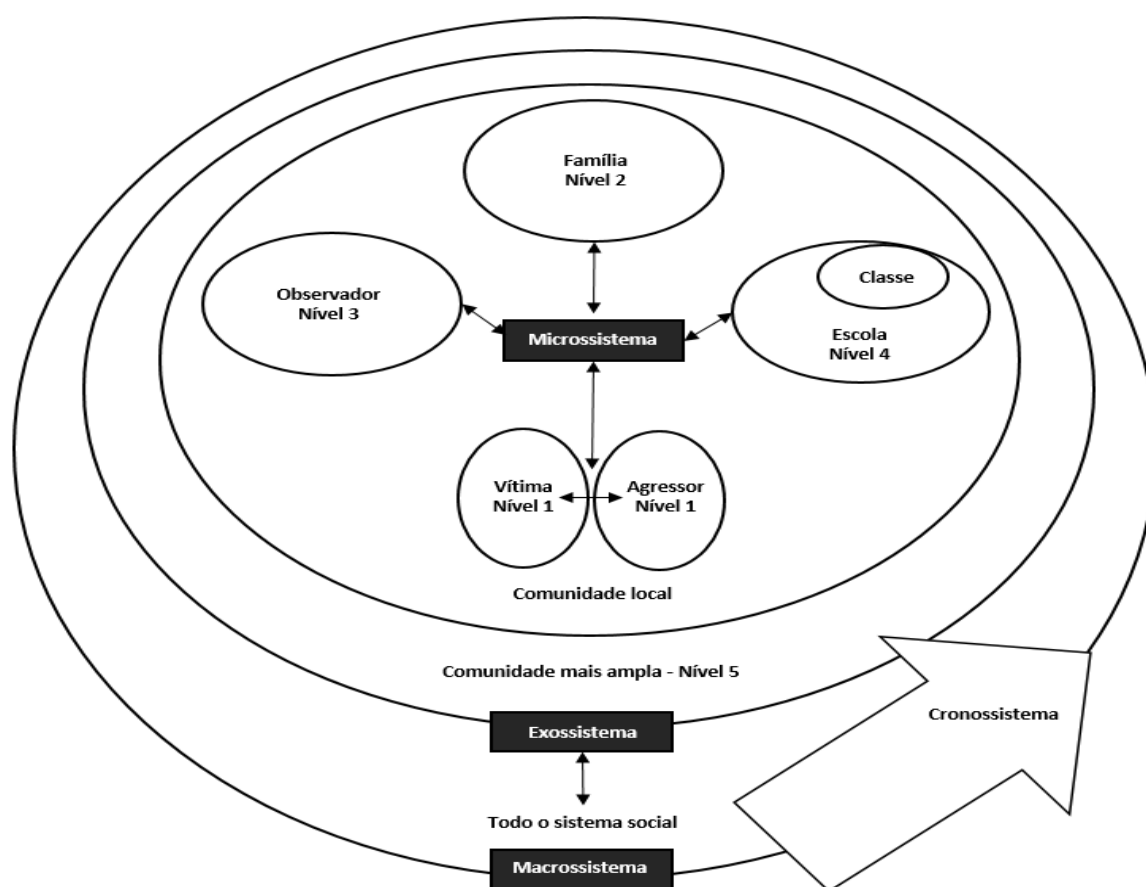 Família
Nível 2
Observador
Nível 3
Classe
Escola
Nível 4
Microssistema
Vítima
Nível 1
Agressor
Nível 1
Comunidade local
Comunidade mais ampla - Nível 5
Cronossistema
Exossistema
Todo o sistema social
Macrossistema